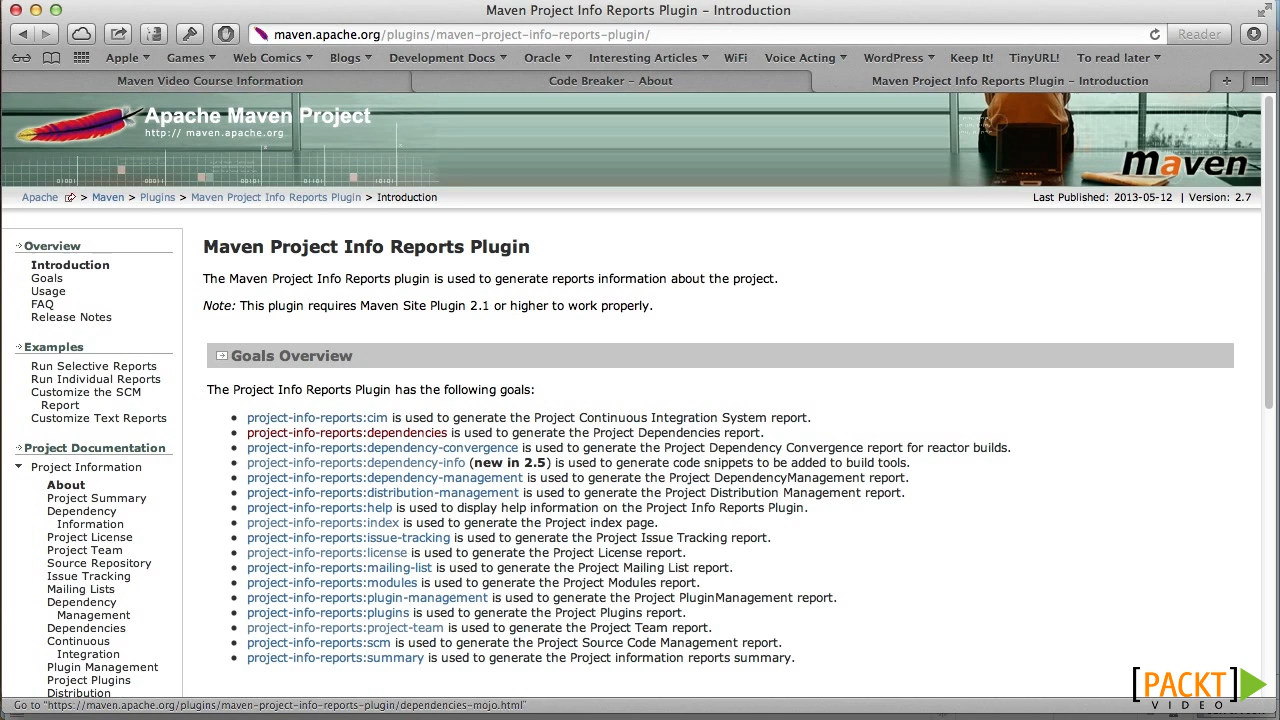 Maven Project Info Reports Plugin – Introduction
maven.apache.org/plugins/maven-project-info-reports-plugin/
Reader
Apple Games Web Comics Blogs Development Docs Oracle Interesting Articles WiFi Voice Acting WordPress Keep It! TinyURL! To read later
Maven Video Course Information
Code Breaker – About
Maven Project Info Reports Plugin – Introduction
Apache Maven Project
http:// maven.apache.org
maven
Apache > Maven > Plugins > Maven Project Info Reports Plugin > Introduction
Last Published: 2013-05-12 | Version: 2.7
Overview
Introduction
Goals
Usage
FAQ
Release Notes
Examples
Run Selective Reports
Run Individual Reports
Customize the SCM
Report
Customize Text Reports
Project Documentation
Project Information
About
Project Summary
Dependency
Information
Project License
Project Team
Source Repository
Issue Tracking
Mailing Lists
Dependency
Management
Dependencies
Continuous
Integration
Plugin Management
Project Plugins
Distribution
Maven Project Info Reports Plugin
The Maven Project Info Reports plugin is used to generate reports information about the project.
Note: This plugin requires Maven Site Plugin 2.1 or higher to work properly.
Goals Overview
The Project Info Reports Plugin has the following goals:
project-info-reports:cim is used to generate the Project Continuous Integration System report.
project-info-reports:dependencies is used to generate the Project Dependencies report.
project-info-reports:dependency-convergence is used to generate the Project Dependency Convergence report for reactor builds.
project-info-reports:dependency-info (new in 2.5) is used to generate code snippets to be added to build tools.
project-info-reports:dependency-management is used to generate the Project DependencyManagement report.
project-info-reports:distribution-management is used to generate the Project Distribution Management report.
project-info-reports:help is used to display help information on the Project Info Reports Plugin.
project-info-reports:index is used to generate the Project index page.
project-info-reports:issue-tracking is used to generate the Project Issue Tracking report.
project-info-reports:license is used to generate the Project License report.
project-info-reports:mailing-list is used to generate the Project Mailing List report.
project-info-reports:modules is used to generate the Project Modules report.
project-info-reports:plugin-management is used to generate the Project PluginManagement report.
project-info-reports:plugins is used to generate the Project Plugins report.
project-info-reports:project-team is used to generate the Project Team report.
project-info-reports:scm is used to generate the Project Source Code Management report.
project-info-reports:summary is used to generate the Project information reports summary.
Go to "https://maven.apache.org/plugins/maven-project-info-reports-plugin/dependencies-mojo.html"
[PACKT]
VIDEO